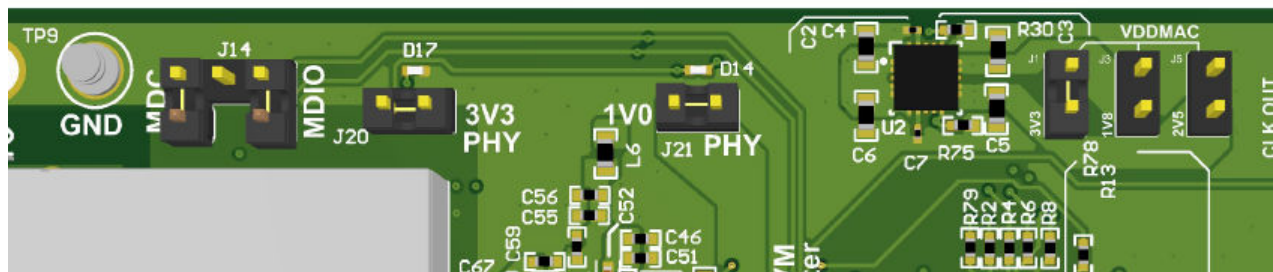 TP9
J14
D17
D14
C2
C4
R30
C3
VDDMAC
J1
J3
J5
MDC
GND
MDIO
J20
3V3
PHY
1V0
J21
PHY
L6
U2
C6
C7
R75
C5
3V3
1V8
2V5
R78
R13
CLK OUT
C56
C55
C52
C59
C46
C51
C67
R79
R2
R4
R6
R8